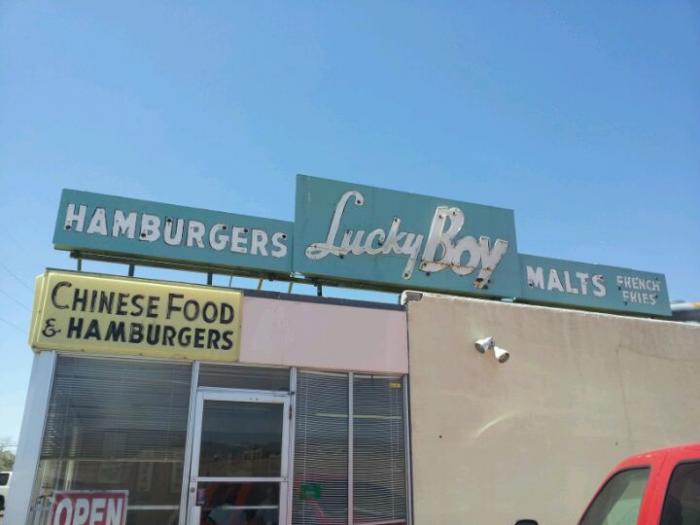 HAMBURGERS
Lucky Boy
MALTS
FRENCH
FRIES
CHINESE FOOD
& HAMBURGERS
OPEN